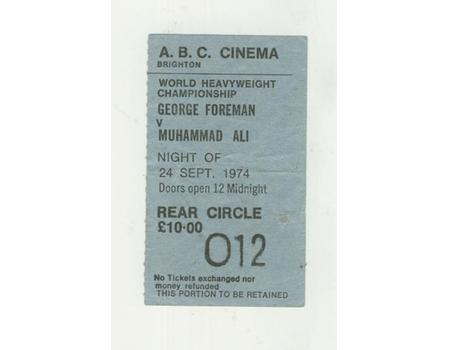 A. B. C. CINEMA
BRIGHTON
WORLD HEAVYWEIGHT
CHAMPIONSHIP
GEORGE FOREMAN
V
MUHAMMAD ALI
NIGHT OF
24 SEPT. 1974
Doors open 12 Midnight
REAR CIRCLE
£10·00
012
No Tickets exchanged nor
money refunded
THIS PORTION TO BE RETAINED